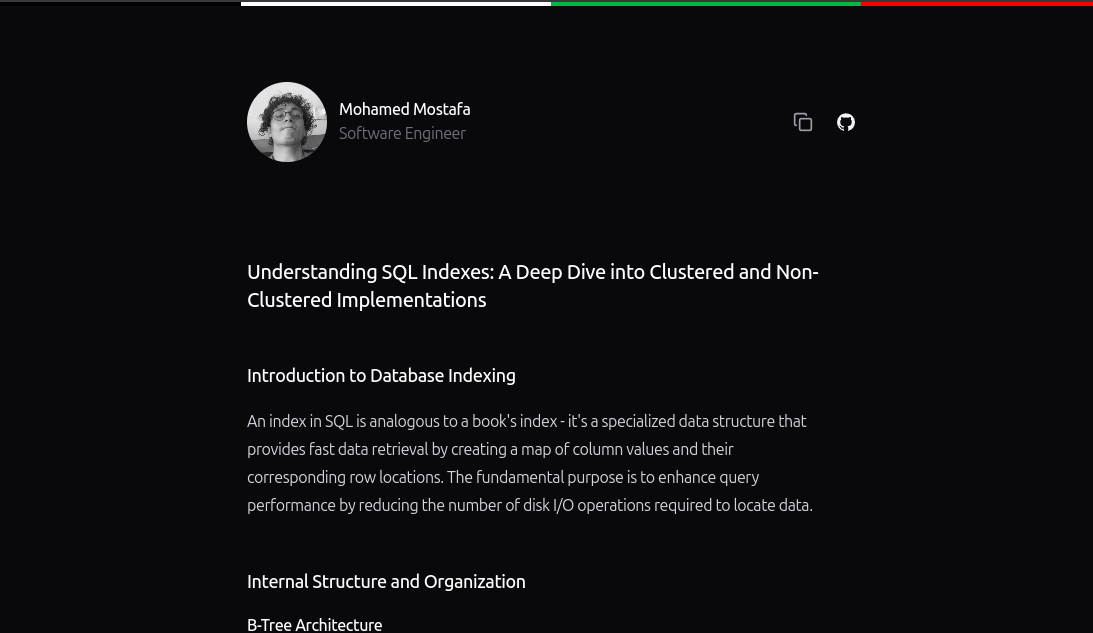 Mohamed Mostafa
Software Engineer
Understanding SQL Indexes: A Deep Dive into Clustered and Non-
Clustered Implementations
Introduction to Database Indexing
An index in SQL is analogous to a book's index - it's a specialized data structure that
provides fast data retrieval by creating a map of column values and their
corresponding row locations. The fundamental purpose is to enhance query
performance by reducing the number of disk I/O operations required to locate data.
Internal Structure and Organization
B-Tree Architecture